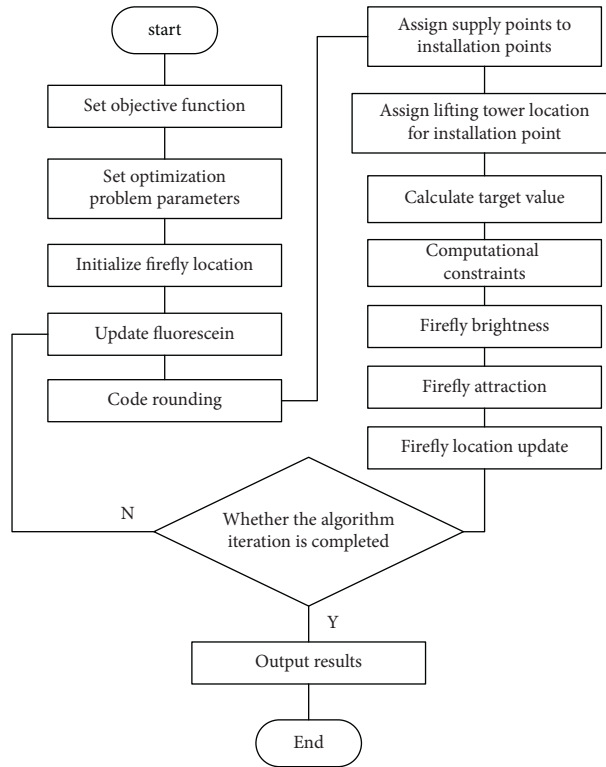 start
Set objective function
Set optimization
problem parameters
Initialize firefly location
Update fluorescein
Code rounding
Assign supply points to
installation points
Assign lifting tower location
for installation point
Calculate target value
Computational
constraints
Firefly brightness
Firefly attraction
Firefly location update
Whether the algorithm
iteration is completed
N
Y
Output results
End